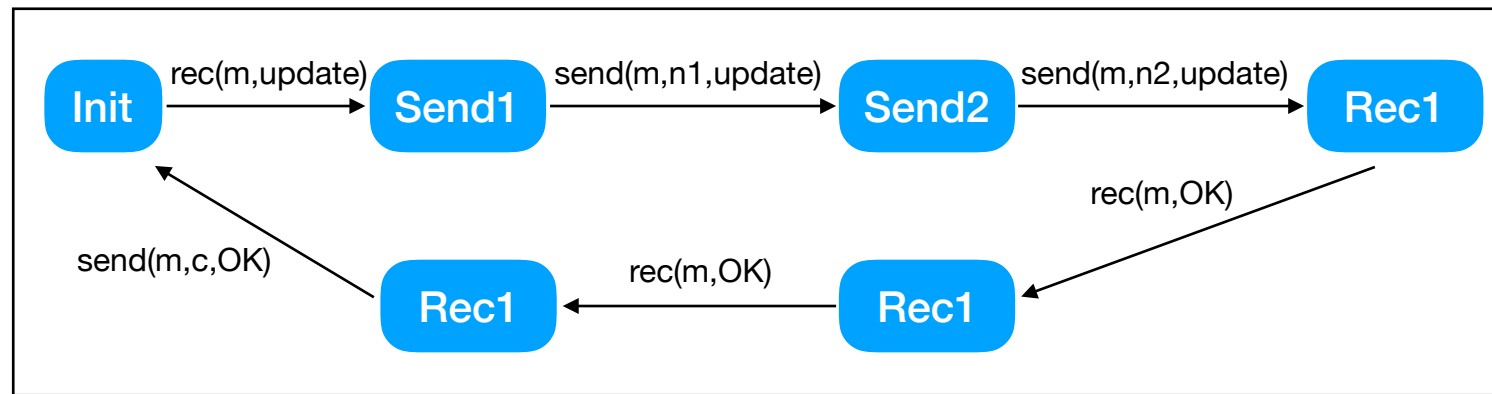 rec(m,update)
send(m,n1,update)
send(m,n2,update)
Init
Send1
Send2
Rec1
rec(m,OK)
send(m,c,OK)
rec(m,OK)
Rec1
Rec1